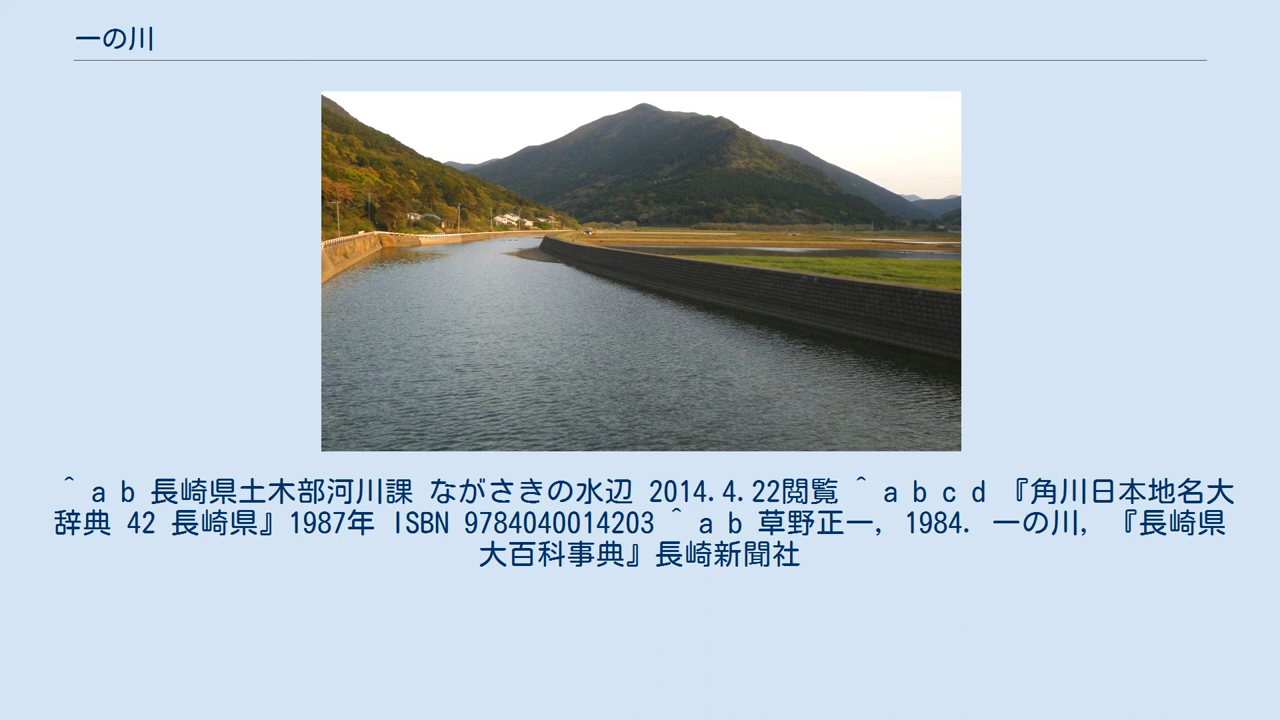 一の川
^ a b 長崎県土木部河川課 ながさきの水辺 2014.4.22閲覧 ^ a b c d 『角川日本地名大
辞典 42 長崎県』1987年 ISBN 9784040014203 ^ a b 草野正一, 1984. 一の川, 『長崎県
大百科事典』長崎新聞社